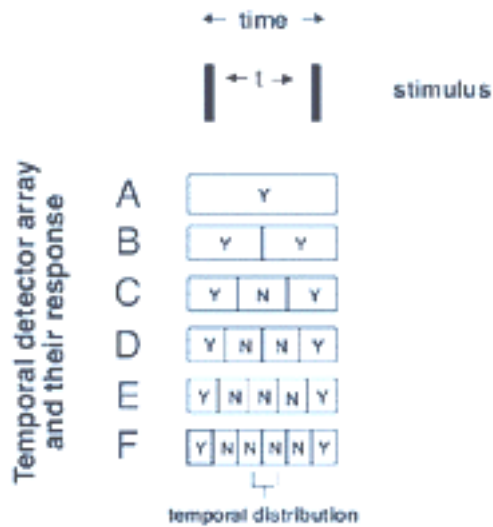 ← time →
← t →
stimulus
Temporal detector array
and their response
A Y
B Y Y
C Y N Y
D Y N N Y
E Y N N N Y
F Y N N N N Y
temporal distribution